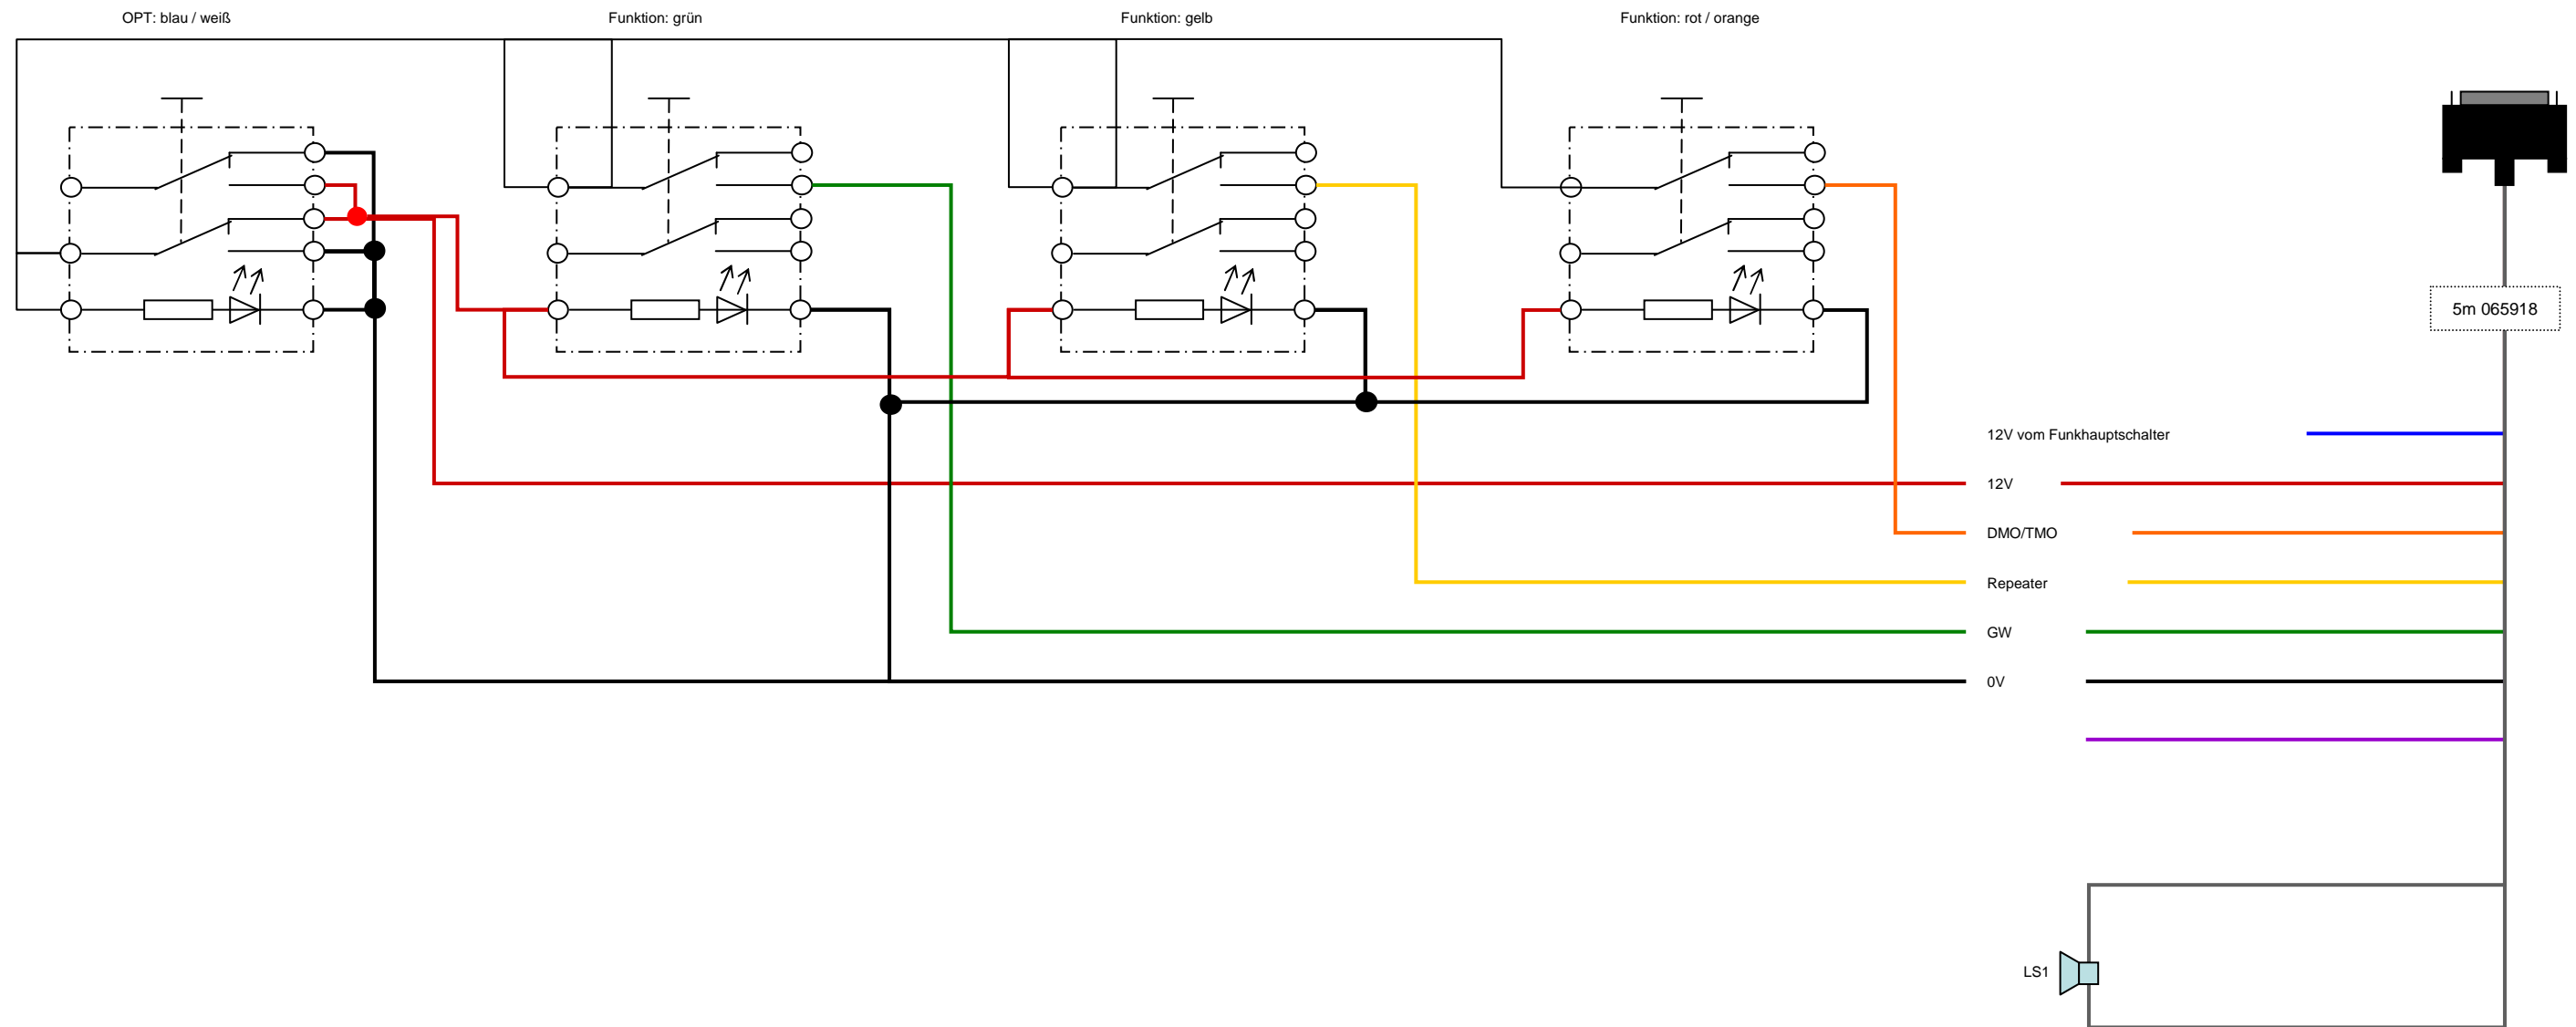 OPT: blau / weiß
Funktion: grün
Funktion: gelb
Funktion: rot / orange
5m 065918
12V vom Funkhauptschalter
12V
DMO/TMO
Repeater
GW
0V
LS1